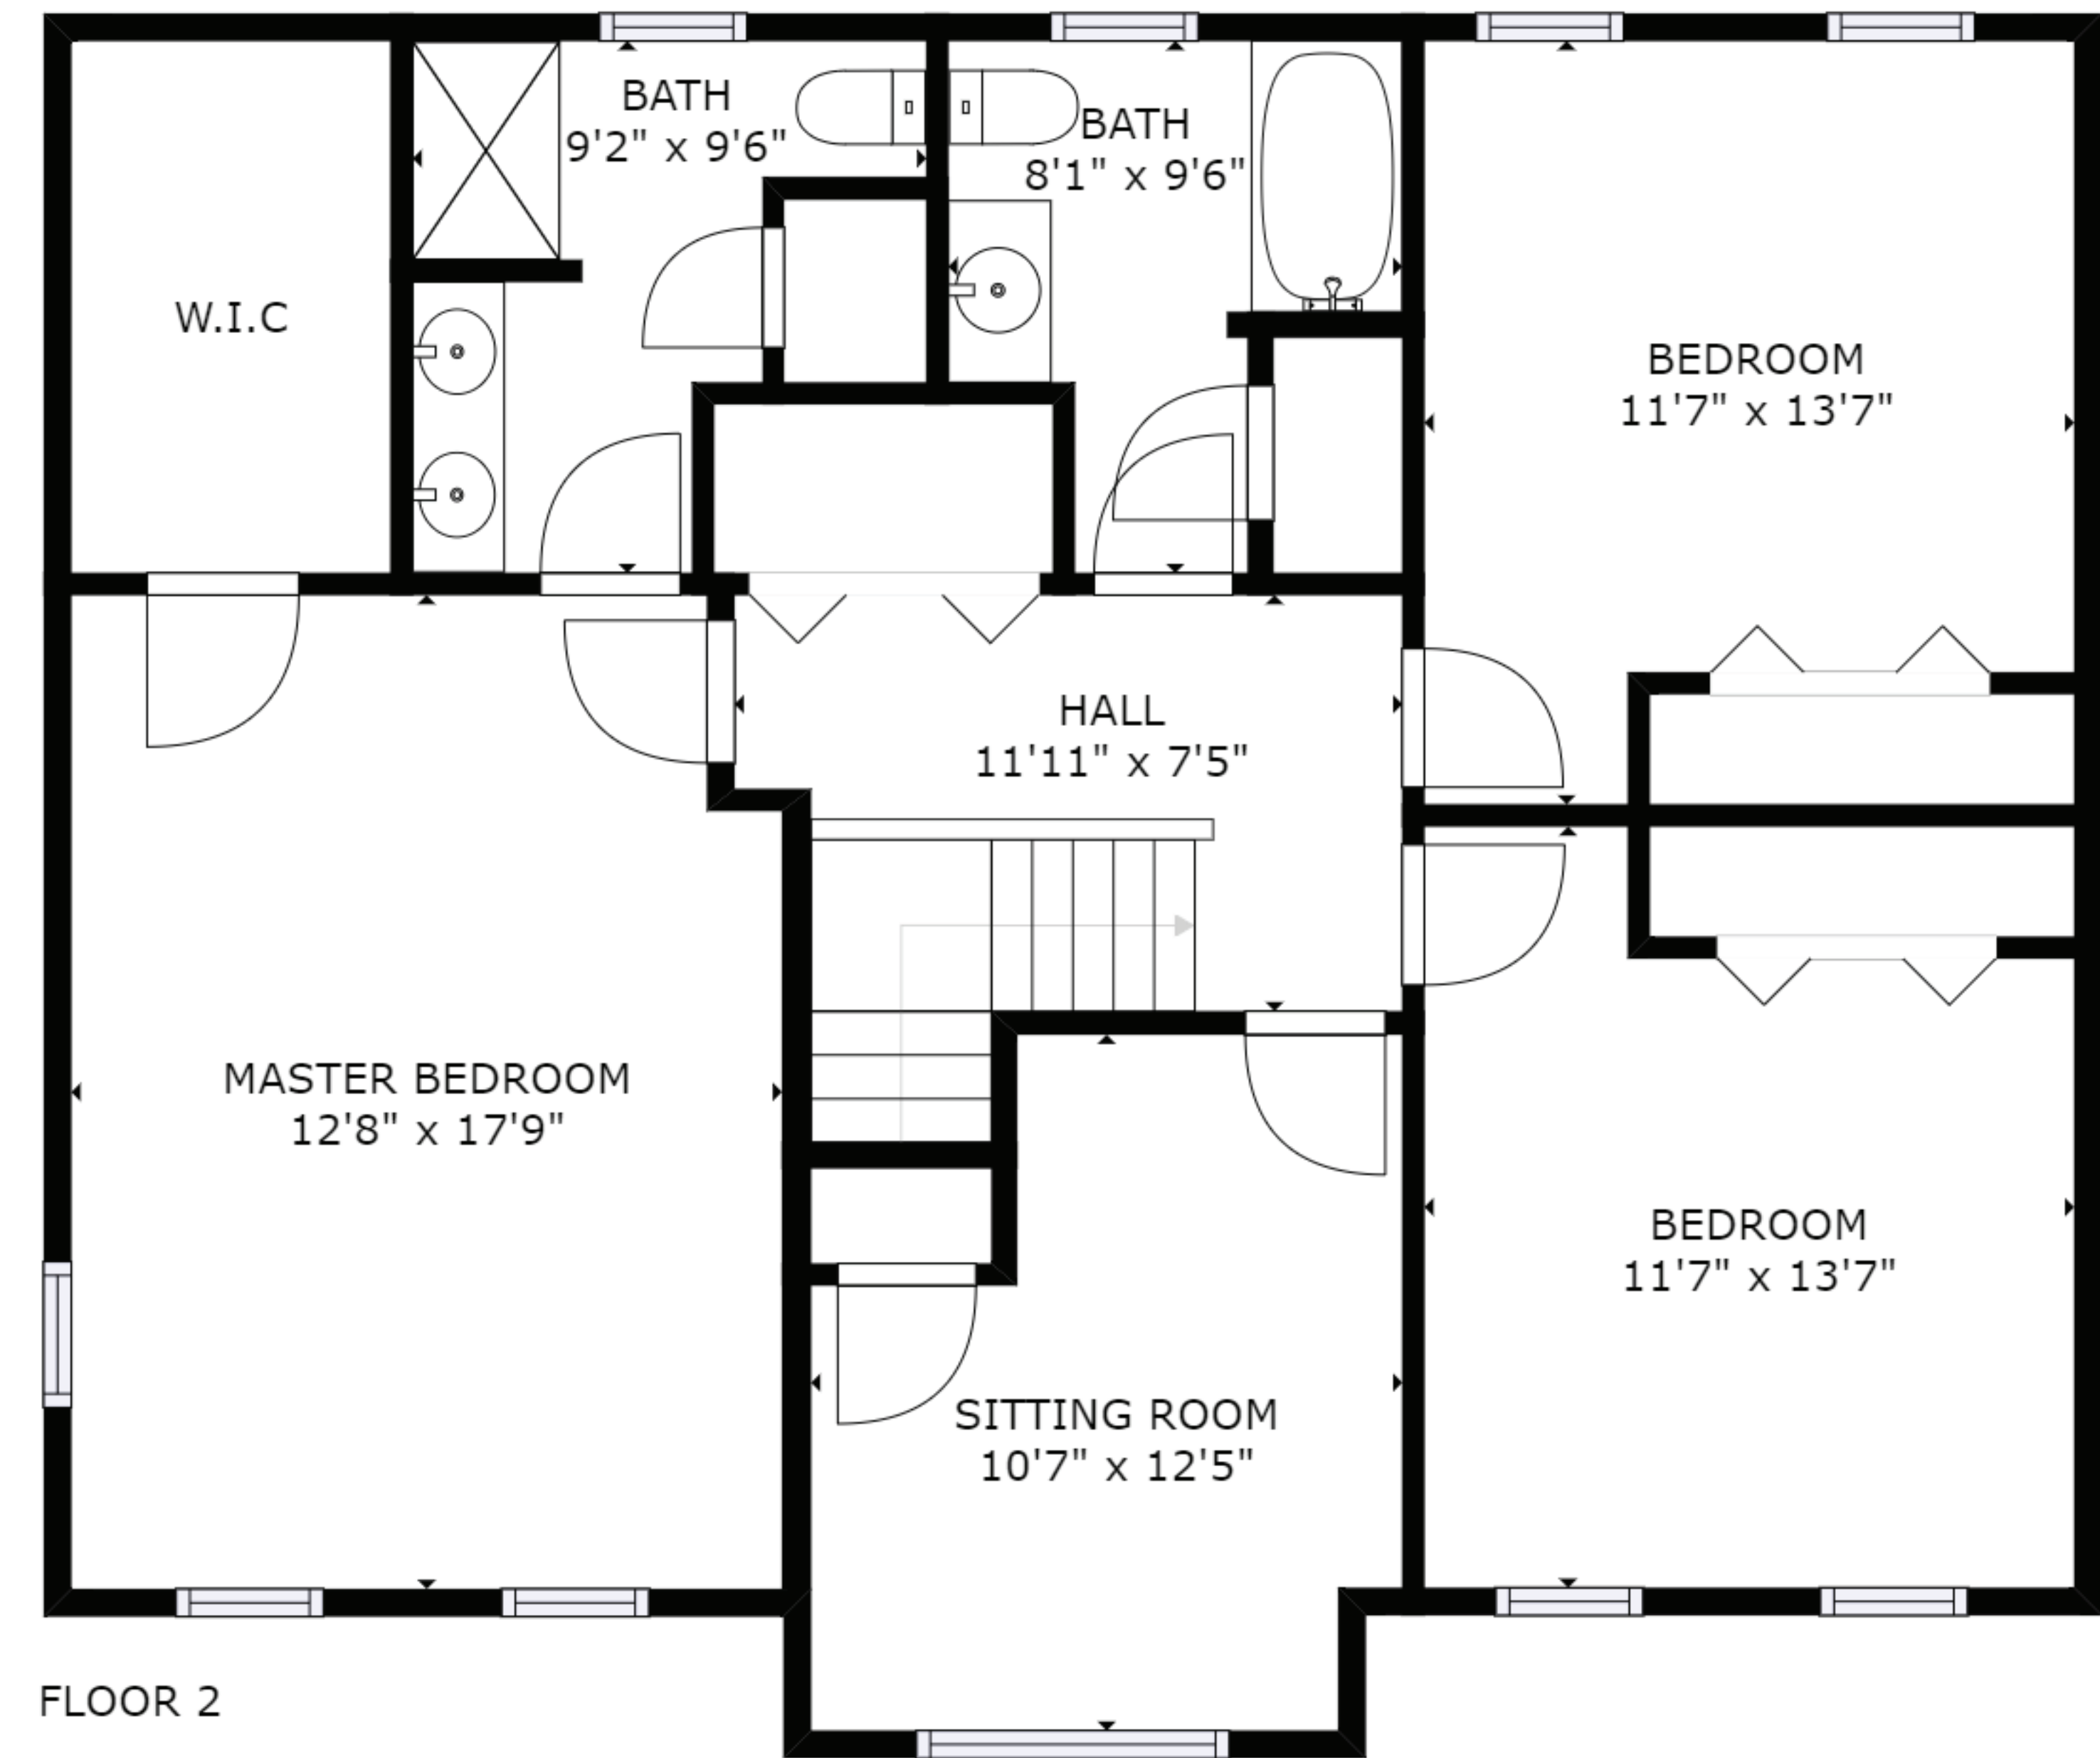 BATH
9'2" x 9'6"
BATH
8'1" x 9'6"
W.I.C
BEDROOM
11'7" x 13'7"
HALL
11'11" x 7'5"
MASTER BEDROOM
12'8" x 17'9"
BEDROOM
11'7" x 13'7"
SITTING ROOM
10'7" x 12'5"
FLOOR 2